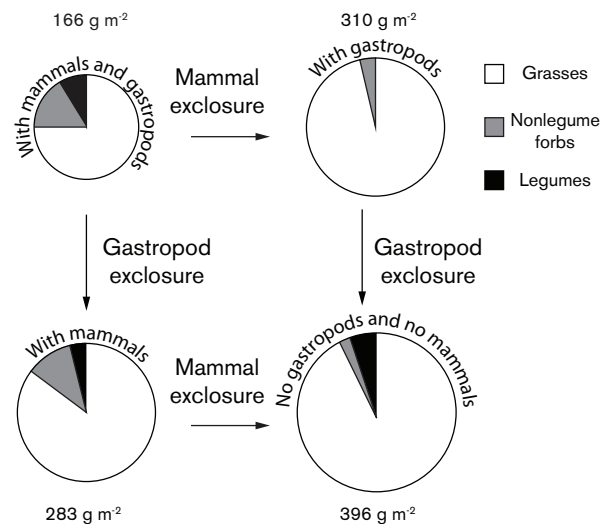 166 g m-2
With mammals and gastropods
Mammal
exclosure
310 g m-2
With gastropods
Grasses
Nonlegume
forbs
Legumes
Gastropod
exclosure
Gastropod
exclosure
With mammals
Mammal
exclosure
No gastropods and no mammals
283 g m-2
396 g m-2